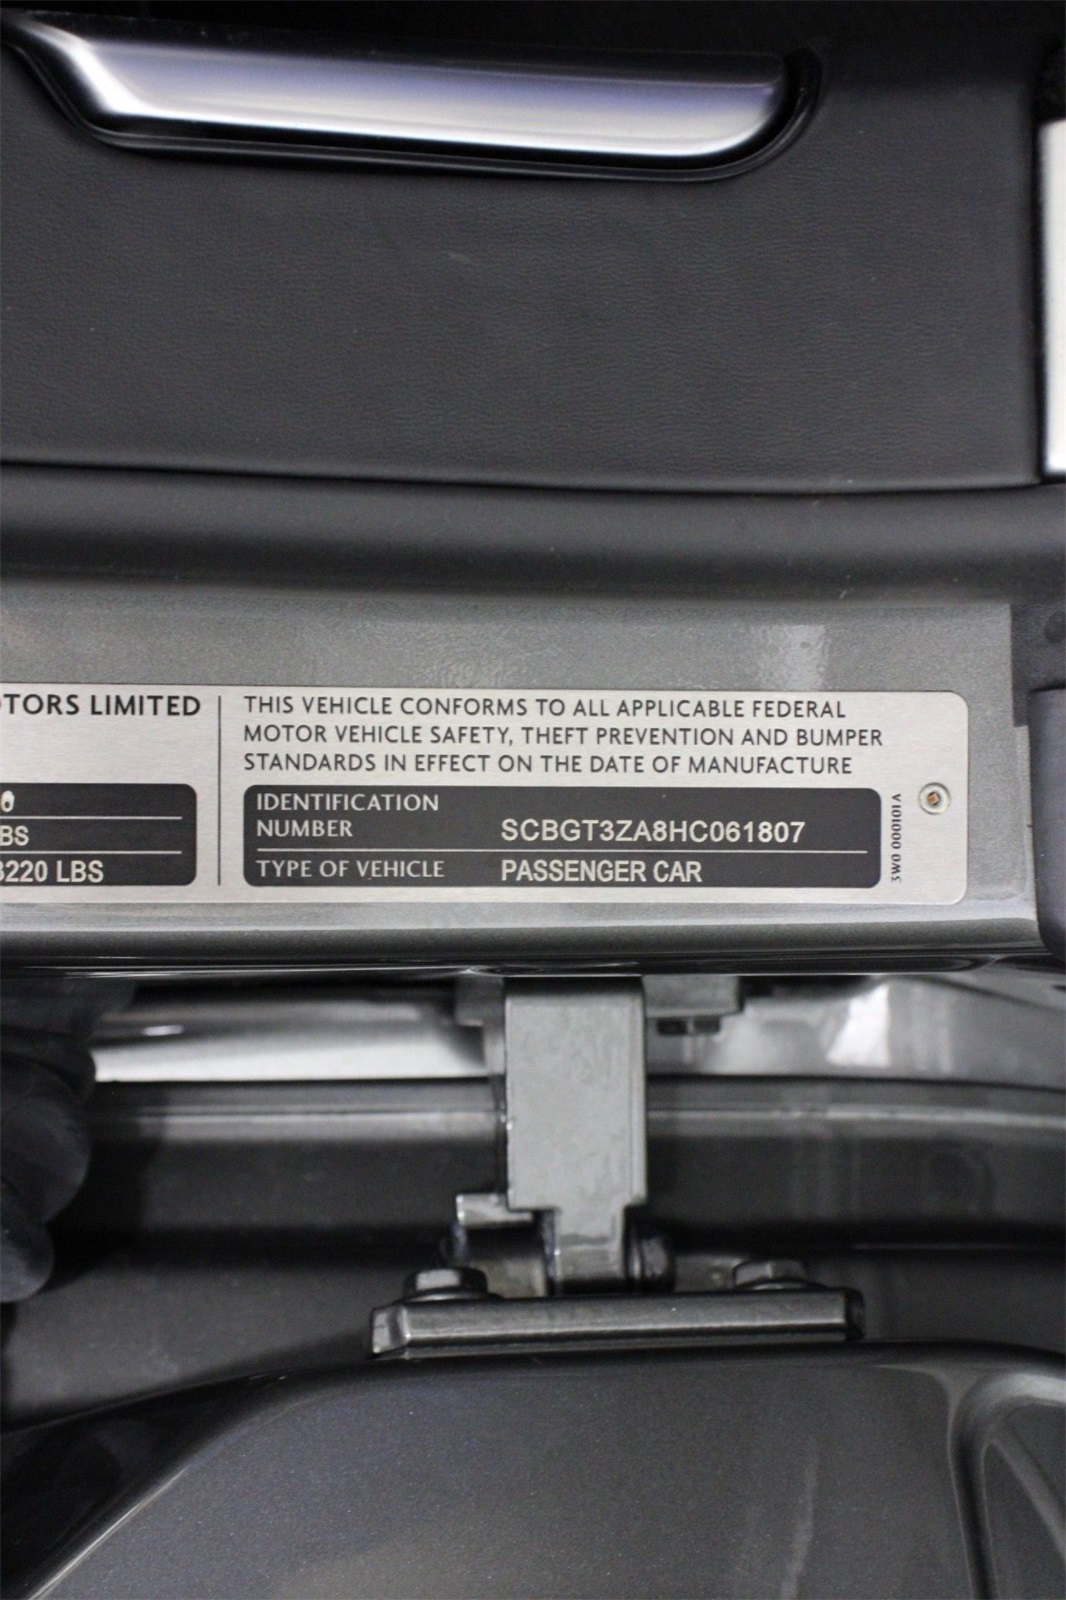 OTORS LIMITED
0
BS
3220 LBS
THIS VEHICLE CONFORMS TO ALL APPLICABLE FEDERAL
MOTOR VEHICLE SAFETY, THEFT PREVENTION AND BUMPER
STANDARDS IN EFFECT ON THE DATE OF MANUFACTURE
IDENTIFICATION
NUMBER SCBGT3ZA8HC061807
TYPE OF VEHICLE PASSENGER CAR
3W0 000101A